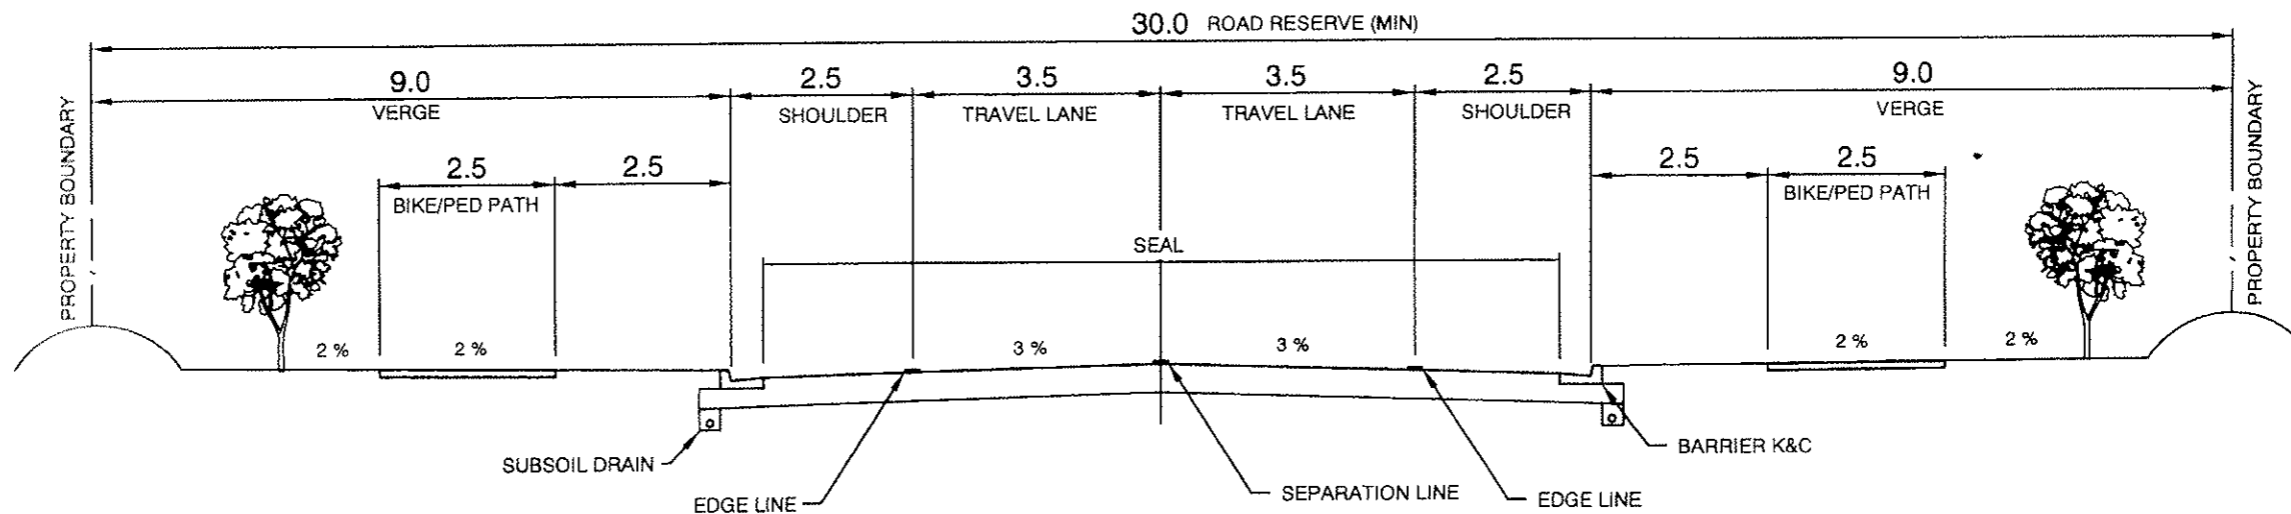 30.0 ROAD RESERVE (MIN)
9.0
VERGE
2.5
SHOULDER
3.5
TRAVEL LANE
3.5
TRAVEL LANE
2.5
SHOULDER
9.0
VERGE
PROPERTY BOUNDARY
PROPERTY BOUNDARY
2.5
BIKE/PED PATH
2.5
2.5
2.5
BIKE/PED PATH
SEAL
2 %
2 %
3 %
3 %
2 %
2 %
SUBSOIL DRAIN
EDGE LINE
SEPARATION LINE
EDGE LINE
BARRIER K&C